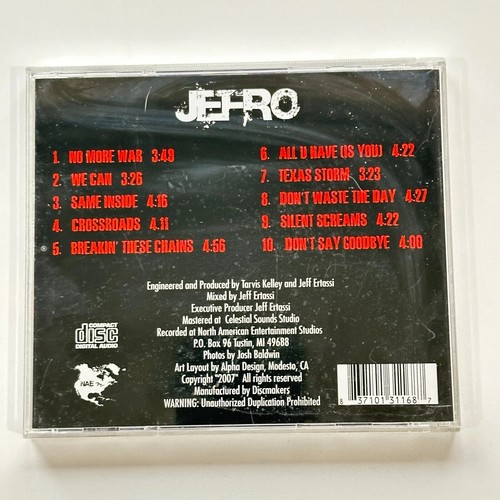 JETRO
1. NO MORE WAR 3:49
2. WE CAN 3:26
3. SAME INSIDE 4:16
4. CROSSROADS 4.11
5. BREAKIN' THESE CHAINS 4:56
6. ALL U HAVE (IS YOU) 4:22
7. TEXAS STORM 3:23
8. DON'T WASTE THE DAY 4:27
9. SILENT SCREAMS 4:22
10. DON'T SAY GOODBYE 4:00
Engineered and Produced by Tarvis Kelley and Jeff Ertassi
Mixed by Jeff Ertassi
Executive Producer Jeff Ertassi
Mastered at Celestial Sounds Studio
Recorded at North American Entertainment Studios
P.O. Box 96 Tustin, MI 49688
Photos by Josh Baldwin
Art Layout by Alpha Design, Modesto, CA
Copyright "2007" All rights reserved
Manufactured by Discmakers
WARNING: Unauthorized Duplication Prohibited
COMPACT
disc
DIGITAL AUDIO
NAE
8 37101 31168 7